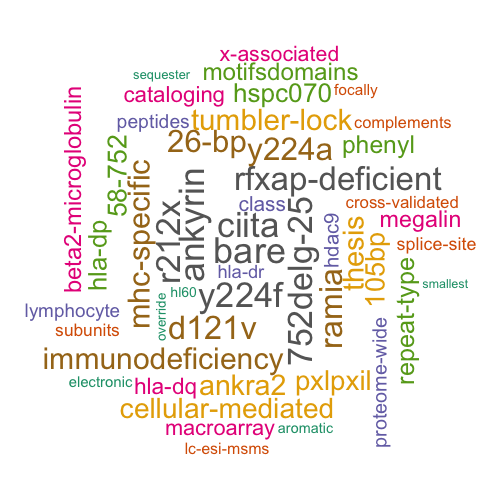 x-associated
sequester
motifsdomains
cataloging
hspc070
focally
peptides
tumbler-lock
complements
26-bp
y224a
phenyl
beta2-microglobulin
58-752
mhc-specific
r212x
ankyrin
rfxap-deficient
class
cross-validated
megalin
hla-dp
ciita
bare
752delg-25
hdac9
thesis
105bp
splice-site
hla-dr
hl60
override
y224f
ramia
repeat-type
smallest
lymphocyte
subunits
d121v
proteome-wide
immunodeficiency
electronic
hla-dq
ankra2
pxlpxil
cellular-mediated
macroarray
aromatic
lc-esi-msms